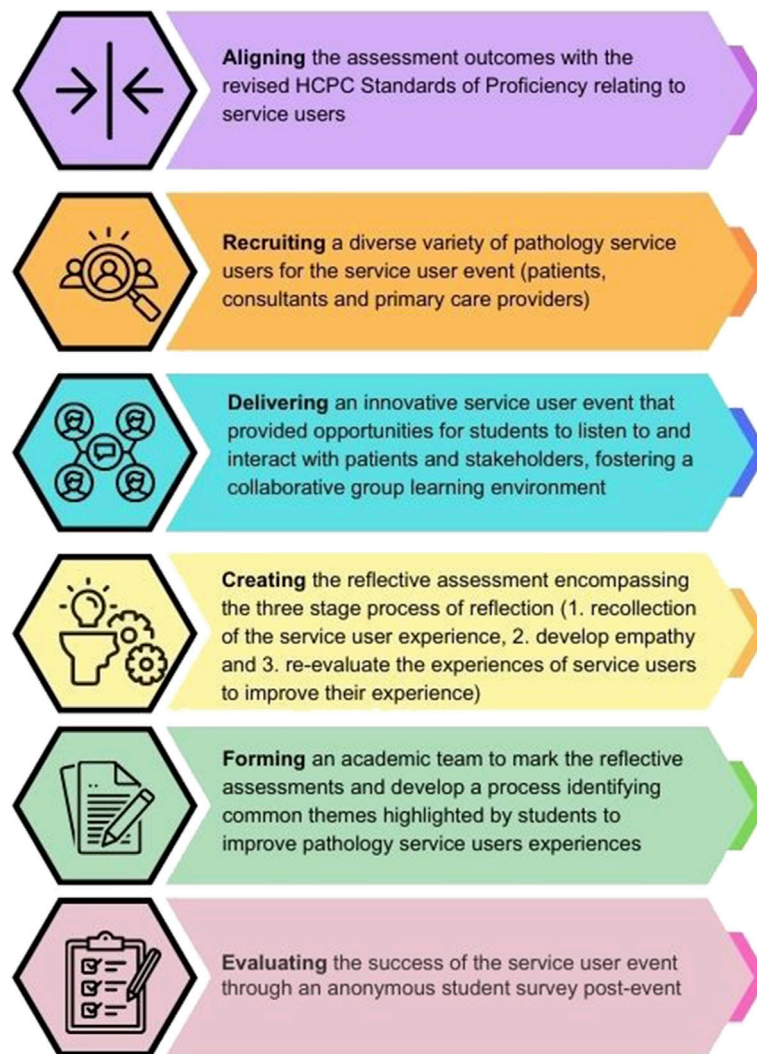 Aligning the assessment outcomes with the
revised HCPC Standards of Proficiency relating to
service users
Recruiting a diverse variety of pathology service
users for the service user event (patients,
consultants and primary care providers)
Delivering an innovative service user event that
provided opportunities for students to listen to and
interact with patients and stakeholders, fostering a
collaborative group learning environment
Creating the reflective assessment encompassing
the three stage process of reflection (1. recollection
of the service user experience, 2. develop empathy
and 3. re-evaluate the experiences of service users
to improve their experience)
Forming an academic team to mark the reflective
assessments and develop a process identifying
common themes highlighted by students to
improve pathology service users experiences
Evaluating the success of the service user event
through an anonymous student survey post-event